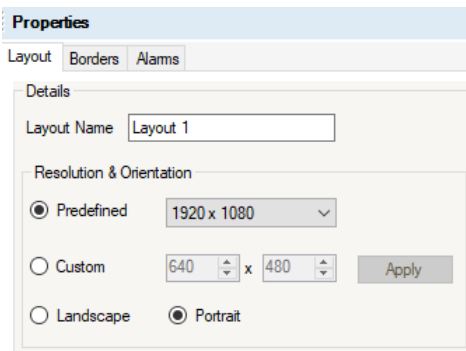 Properties
Layout Borders Alarms
Details
Layout Name Layout 1
Resolution & Orientation
Predefined 1920 x 1080
Custom 640 x 480 Apply
Landscape Portrait